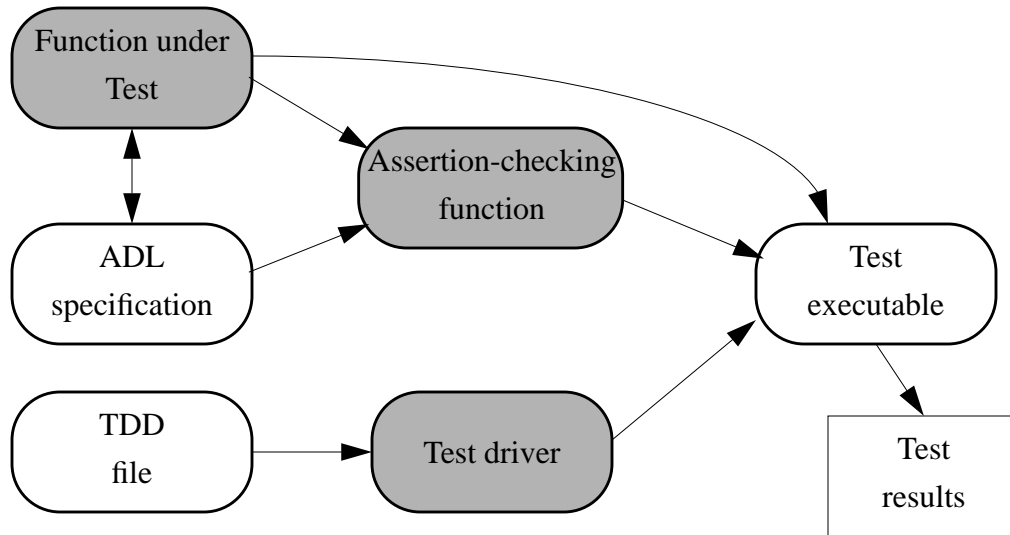 Function under
Test
Assertion-checking
function
ADL
specification
Test
executable
TDD
file
Test driver
Test
results